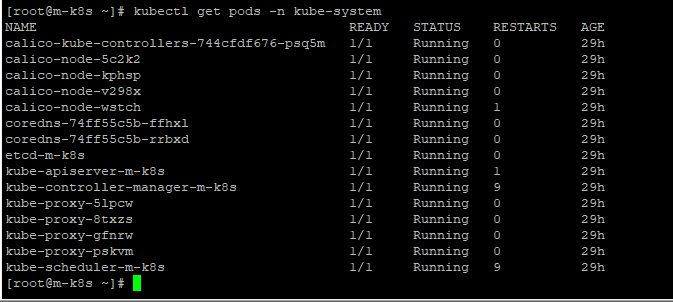 [root@m-k8s ~]# kubectl get pods -n kube-system
NAME READY STATUS RESTARTS AGE
calico-kube-controllers-744cfdf676-psq5m 1/1 Running 0 29h
calico-node-5c2k2 1/1 Running 0 29h
calico-node-kphsp 1/1 Running 0 29h
calico-node-v298x 1/1 Running 0 29h
calico-node-wstch 1/1 Running 1 29h
coredns-74ff55c5b-ffhxl 1/1 Running 0 29h
coredns-74ff55c5b-rrbxd 1/1 Running 0 29h
etcd-m-k8s 1/1 Running 0 29h
kube-apiserver-m-k8s 1/1 Running 1 29h
kube-controller-manager-m-k8s 1/1 Running 9 29h
kube-proxy-5lpcw 1/1 Running 0 29h
kube-proxy-8txzs 1/1 Running 0 29h
kube-proxy-gfnrw 1/1 Running 0 29h
kube-proxy-pskvm 1/1 Running 0 29h
kube-scheduler-m-k8s 1/1 Running 9 29h
[root@m-k8s ~]#